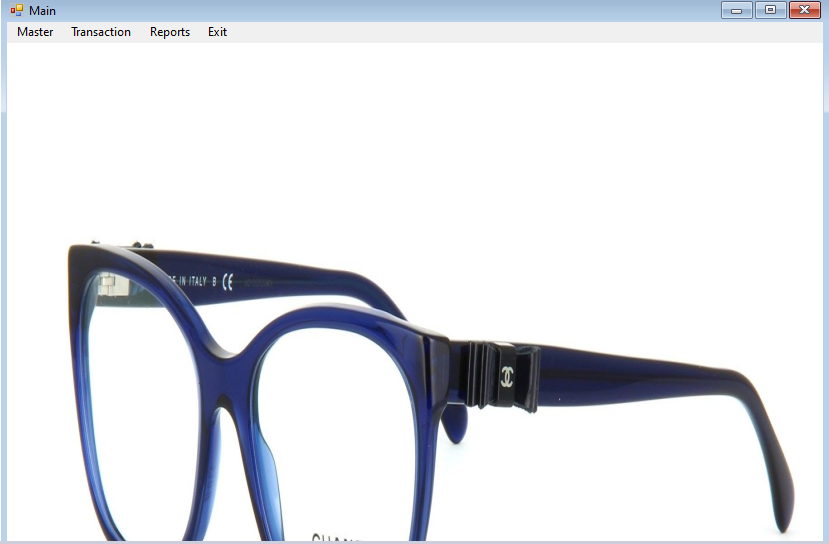 Main
Master Transaction Reports Exit
IN ITALY B CE